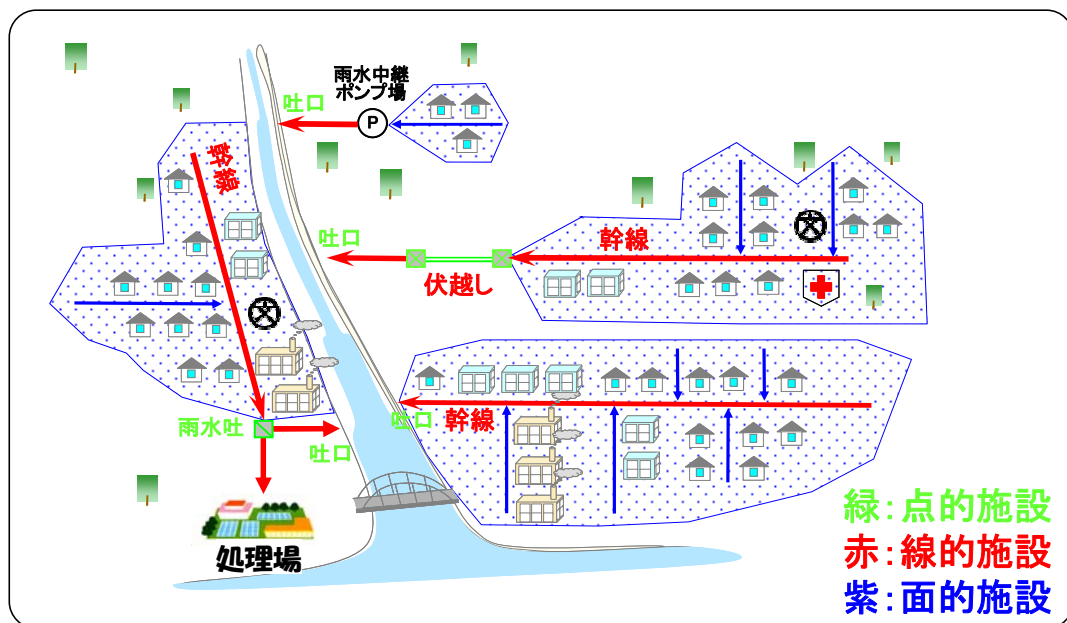 雨水中継
ポンプ場
吐口
P
幹線
吐口
幹線
伏越し
吐口
幹線
雨水吐
吐口
処理場
緑:点的施設
赤:線的施設
紫:面的施設